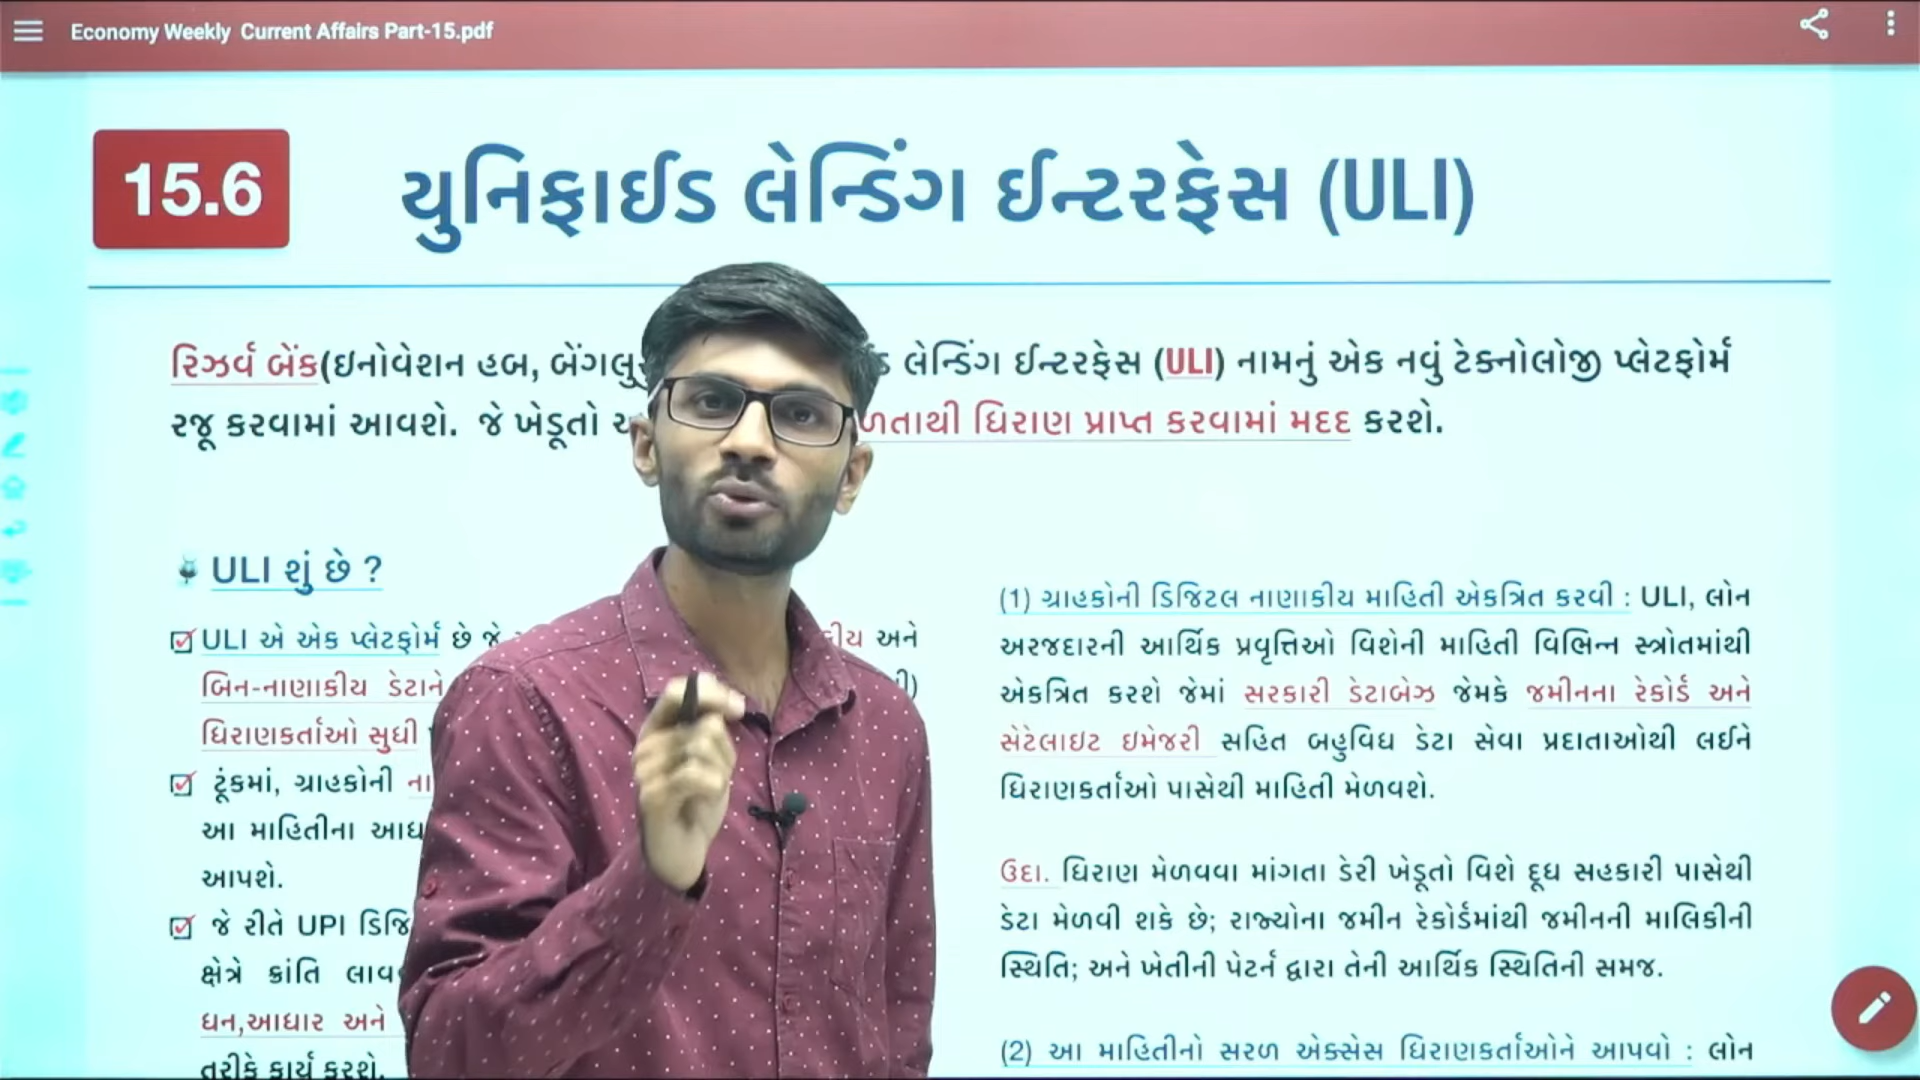 Economy Weekly Current Affairs Part-15.pdf
15.6
યુનિફાઈડ લેન્ડિંગ ઈન્ટરફેસ (ULI)
રિઝર્વ બેંક(ઇનોવેશન હબ, લેન્ડિંગ ઈન્ટરફેસ (ULI) નામનું એક નવું ટેક્નોલોજી પ્લેટફોર્મ
રજૂ કરવામાં આવશે. જે ખેડૂતો ધિરાણ પ્રાપ્ત કરવામાં મદદ કરશે.
ULI શું છે ?
ULI એ એક પ્લેટફોર્મ છે જે અને
બિન-નાણાકીય ડેટાને
ધિરાણકર્તાઓ સુધી
ટૂંકમાં, ગ્રાહકોની
આ માહિતીના
આપશે.
જે રીતે UPI
ક્ષેત્રે ક્રાંતિ
ધન,આધાર અને
તરીકે કાર્ય કરશે.
(1) ગ્રાહકોની ડિજિટલ નાણાકીય માહિતી એકત્રિત કરવી : ULI, લોન
અરજદારની આર્થિક પ્રવૃત્તિઓ વિશેની માહિતી વિભિન્ન સ્ત્રોતમાંથી
એકત્રિત કરશે જેમાં સરકારી ડેટાબેઝ જેમકે જમીનના રેકોર્ડ અને
સેટેલાઇટ ઇમેજરી સહિત બહુવિધ ડેટા સેવા પ્રદાતાઓથી લઈને
ધિરાણકર્તાઓ પાસેથી માહિતી મેળવશે.
ઉદા. ધિરાણ મેળવવા માંગતા ડેરી ખેડૂતો વિશે દૂધ સહકારી પાસેથી
ડેટા મેળવી શકે છે; રાજ્યોના જમીન રેકોર્ડમાંથી જમીનની માલિકીની
સ્થિતિ; અને ખેતીની પેટર્ન દ્વારા તેની આર્થિક સ્થિતિની સમજ.
(2) આ માહિતીનો સરળ એક્સેસ ધિરાણકર્તાઓને આપવો : લોન